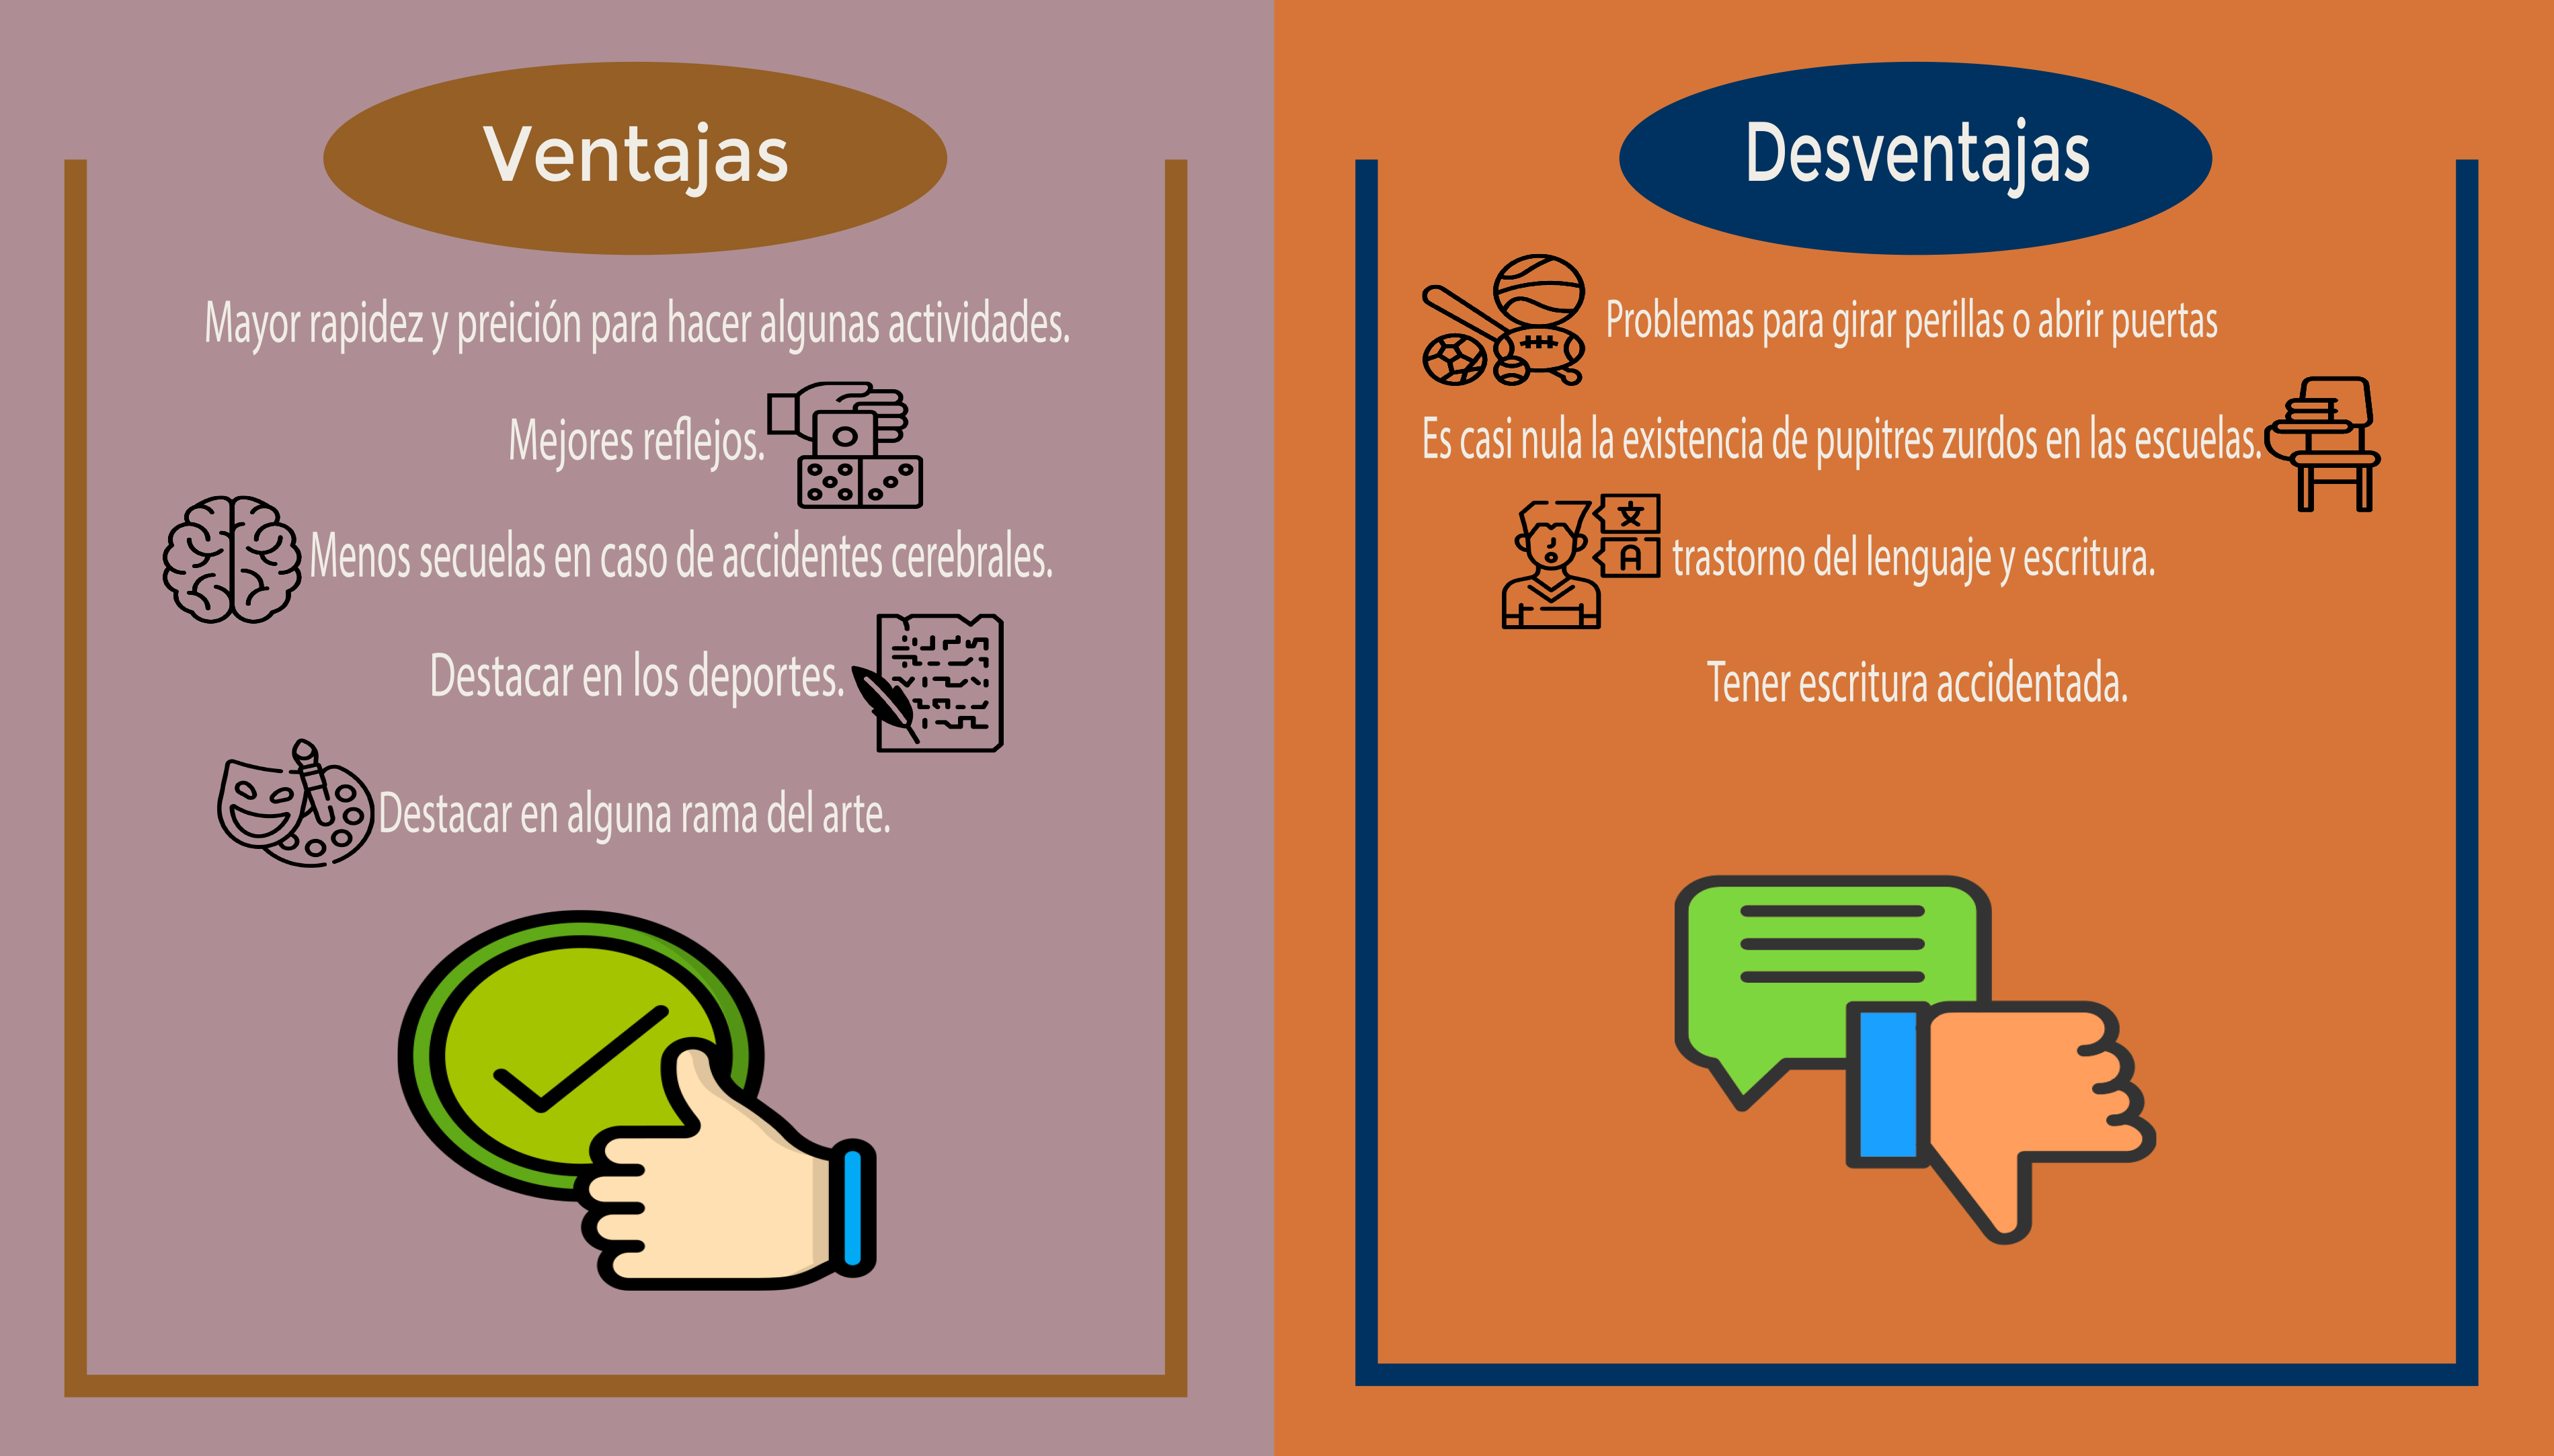 Ventajas
Mayor rapidez y preición para hacer algunas actividades.
Mejores reflejos.
Menos secuelas en caso de accidentes cerebrales.
Destacar en los deportes.
Destacar en alguna rama del arte.
Desventajas
Problemas para girar perillas o abrir puertas
Es casi nula la existencia de pupitres zurdos en las escuelas.
文
A
trastorno del lenguaje y escritura.
Tener escritura accidentada.